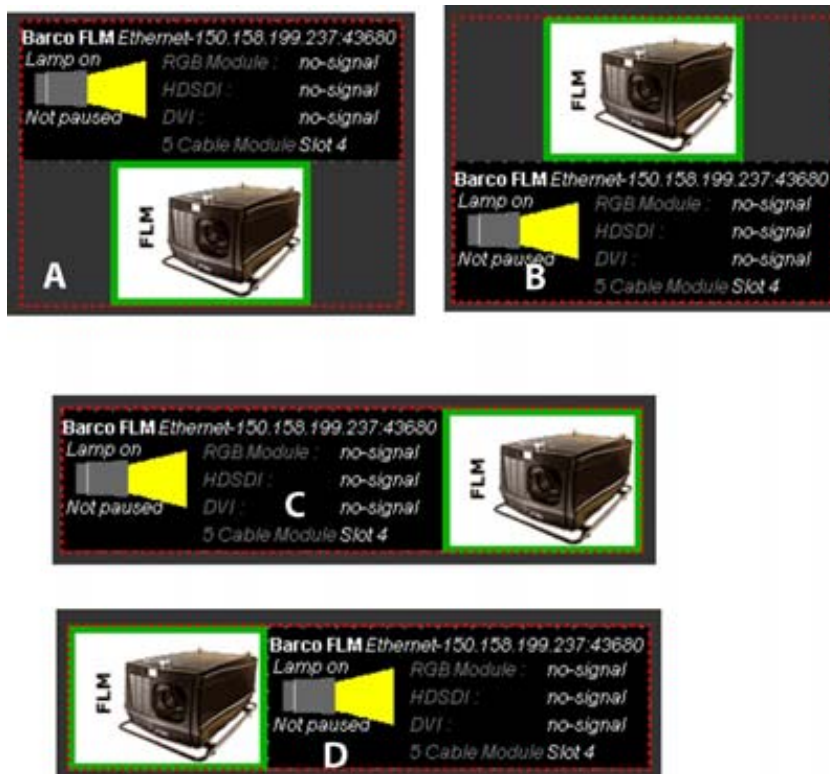 Barco FLM Ethernet-150.158.199.237:43680
Lamp on RGB Module : no-signal
HDSDI : no-signal
Not paused DVI : no-signal
5 Cable Module Slot 4
FLM
A
FLM
Barco FLM Ethernet-150.158.199.237:43680
Lamp on RGB Module : no-signal
HDSDI : no-signal
Not paused DVI : no-signal
B
5 Cable Module Slot 4
Barco FLM Ethernet-150.158.199.237:43680
Lamp on RGB Module : no-signal
HDSDI : no-signal
Not paused DVI : no-signal
5 Cable Module Slot 4
C
FLM
FLM
Barco FLM Ethernet-150.158.199.237:43680
Lamp on RGB Module : no-signal
HDSDI : no-signal
Not paused DVI : no-signal
5 Cable Module Slot 4
D